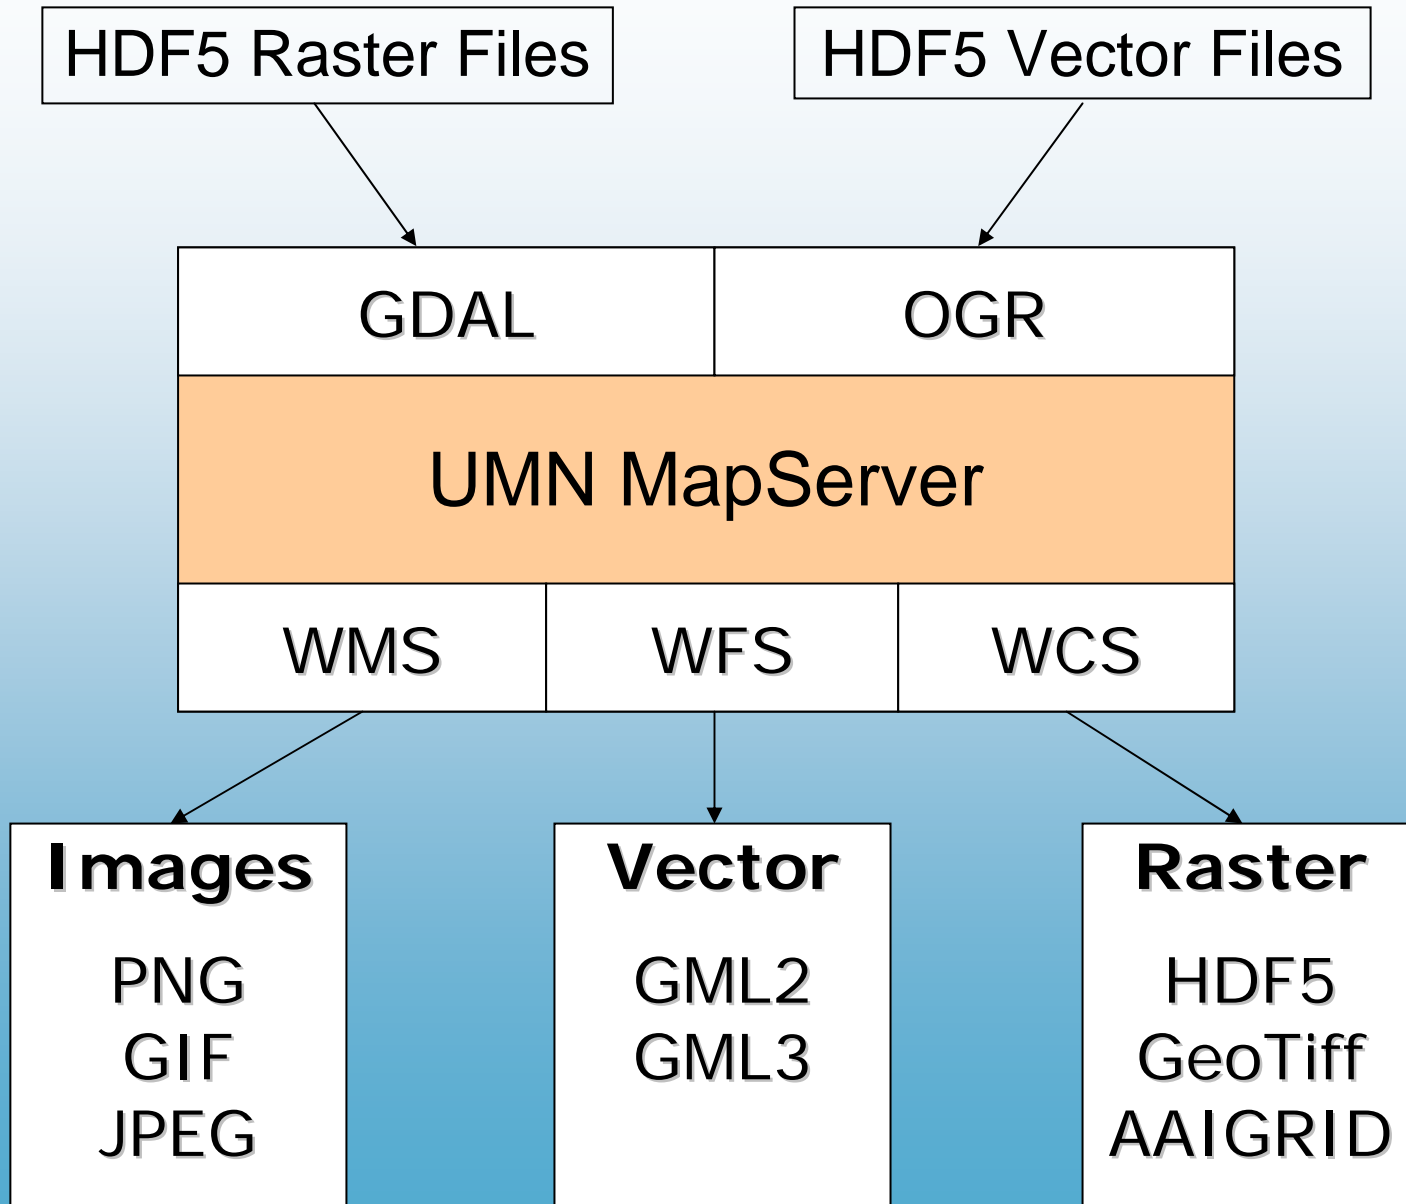 HDF5 Raster Files
HDF5 Vector Files
GDAL
OGR
UMN MapServer
WMS
WFS
WCS
Images
PNG
GIF
JPEG
Vector
GML2
GML3
Raster
HDF5
GeoTiff
AAIGRID